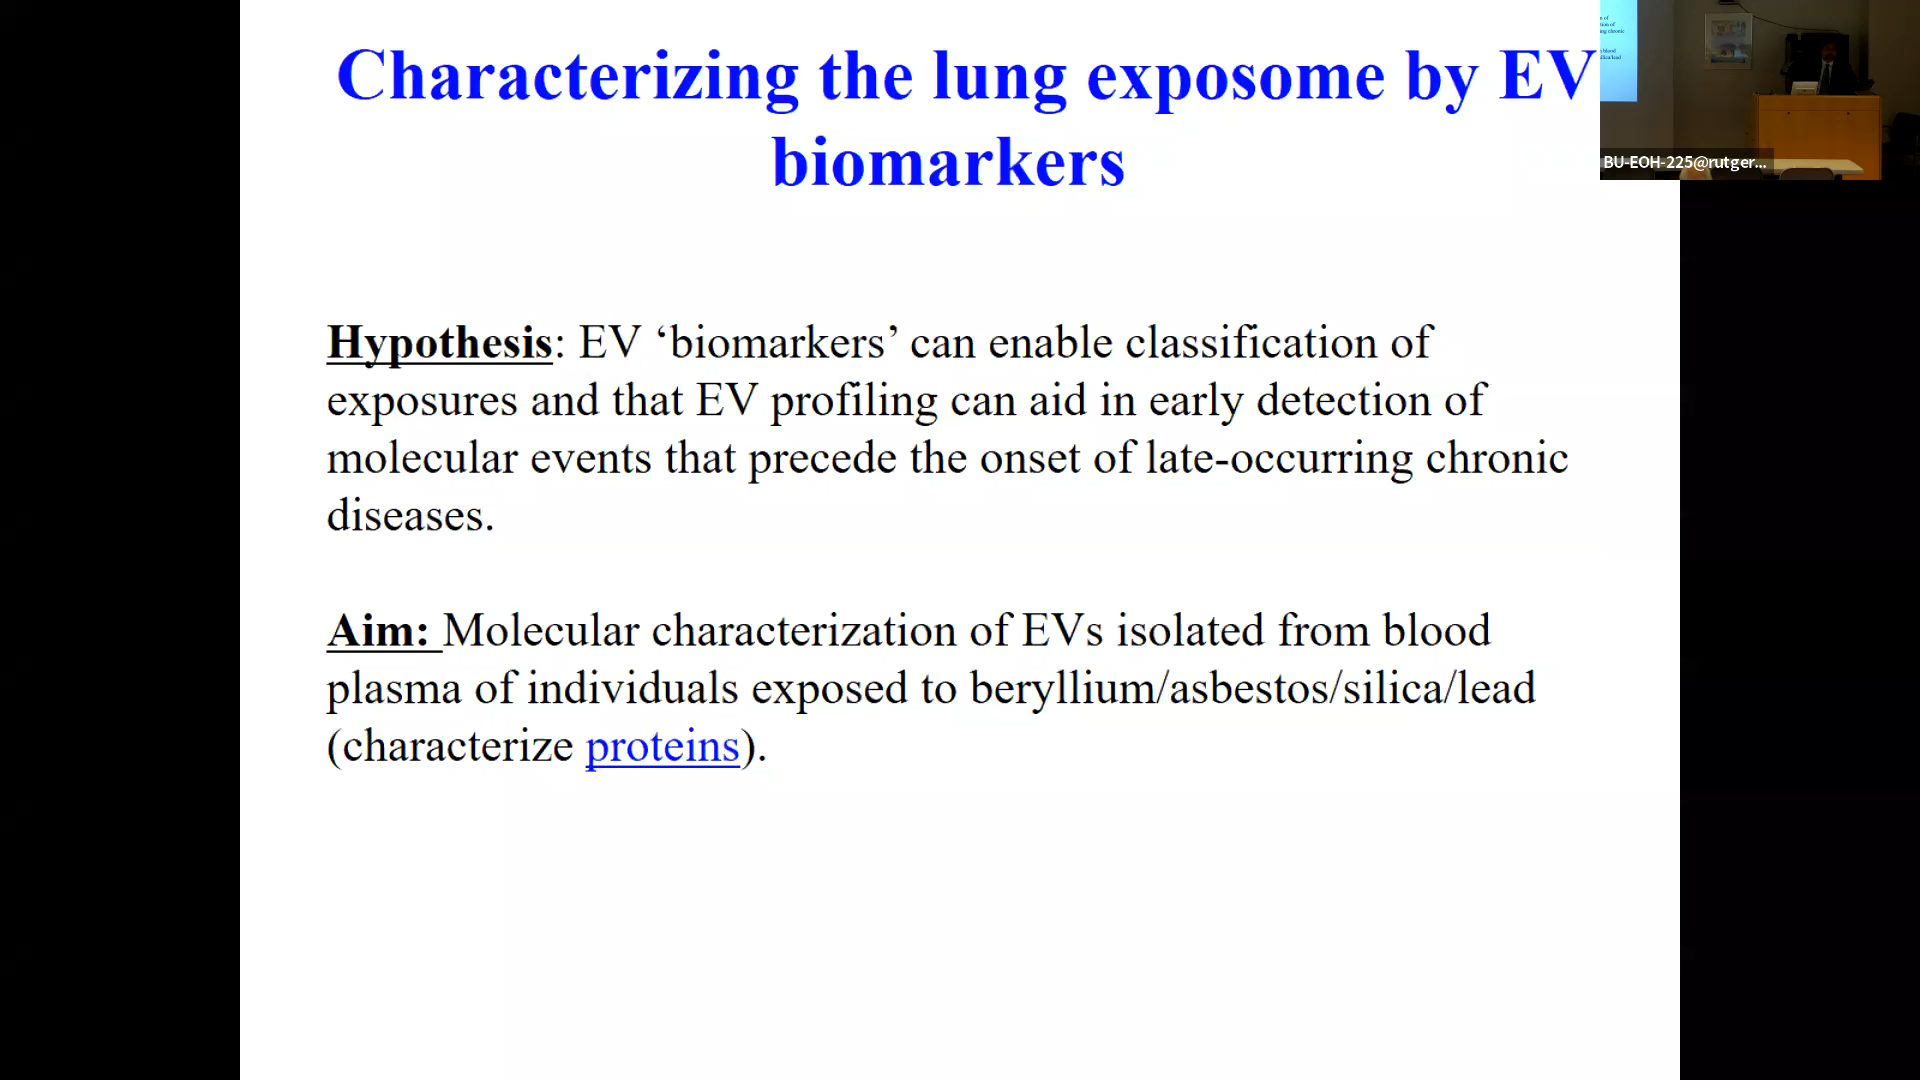 Characterizing the lung exposome by EV
biomarkers
BU-EOH-225@rutger...
Hypothesis: EV ‘biomarkers’ can enable classification of
exposures and that EV profiling can aid in early detection of
molecular events that precede the onset of late-occurring chronic
diseases.
Aim: Molecular characterization of EVs isolated from blood
plasma of individuals exposed to beryllium/asbestos/silica/lead
(characterize proteins).